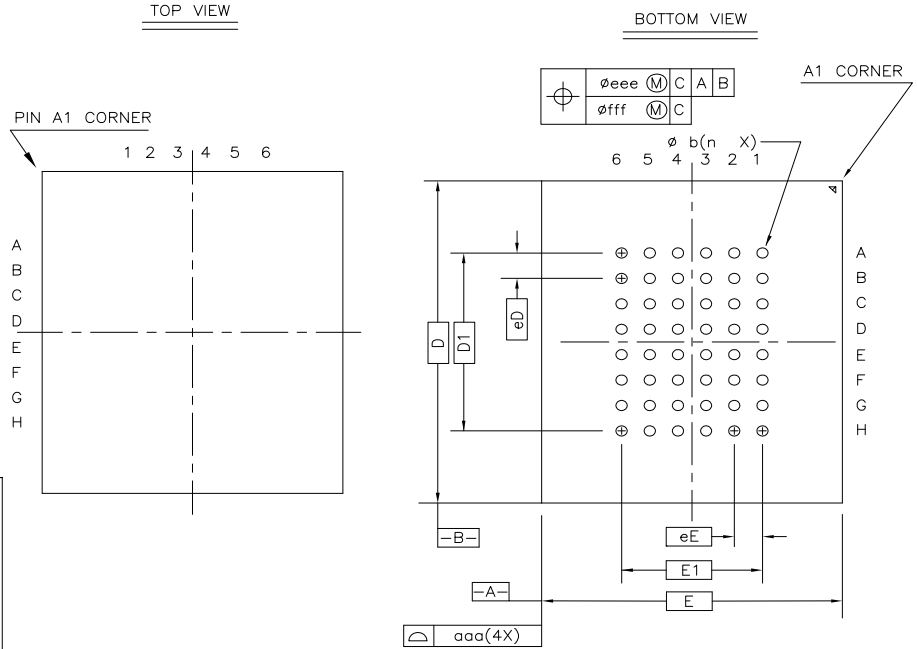 TOP VIEW
PIN A1 CORNER
1 2 3 4 5 6
A
B
C
D
E
F
G
H
BOTTOM VIEW
A1 CORNER
øeee Ⓜ C A B
øfff Ⓜ C
ø b(n X)
6 5 4 3 2 1
A
B
C
D
E
F
G
H
D
D1
eD
eE
E1
E
-B-
-A-
aaa(4X)